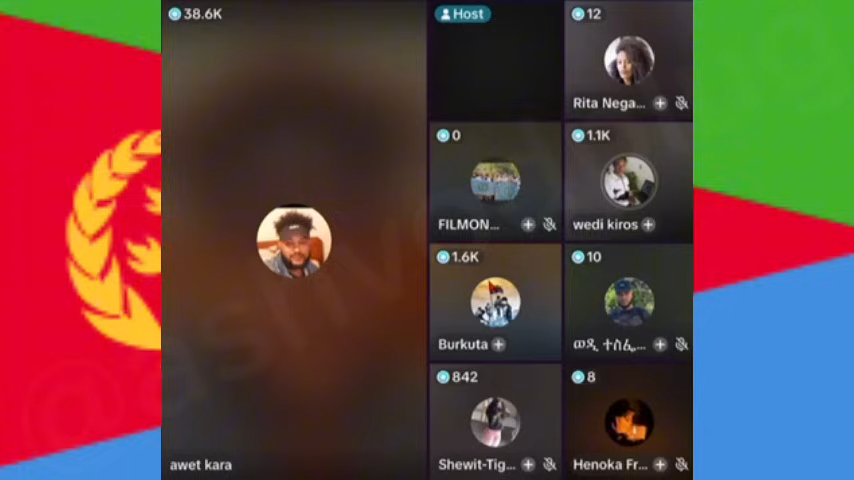 38.6K
Host
12
Rita Nega...
0
1.1K
FILMON...
wedi kiros
1.6K
10
Burkuta
ወዲ ተስፌ...
842
8
Shewit-Tig...
Henoka Fr...
awet kara